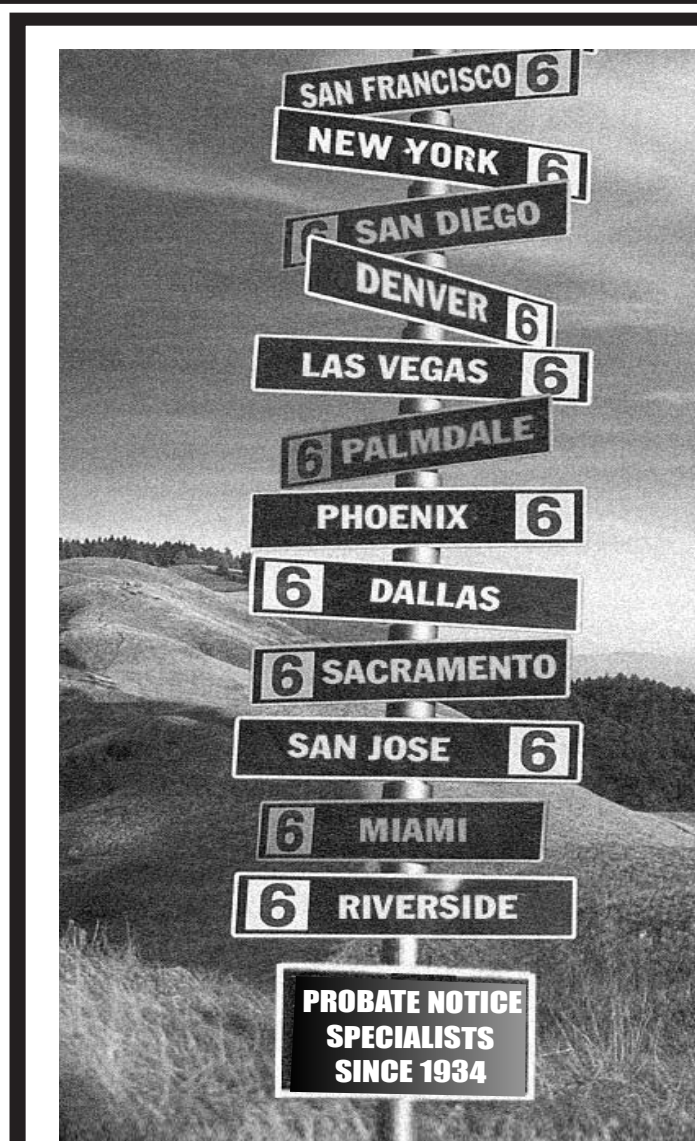 SAN FRANCISCO 6
NEW YORK 6
6 SAN DIEGO
DENVER 6
LAS VEGAS 6
6 PALMDALE
PHOENIX 6
6 DALLAS
6 SACRAMENTO
SAN JOSE 6
6 MIAMI
6 RIVERSIDE
PROBATE NOTICE
SPECIALISTS
SINCE 1934